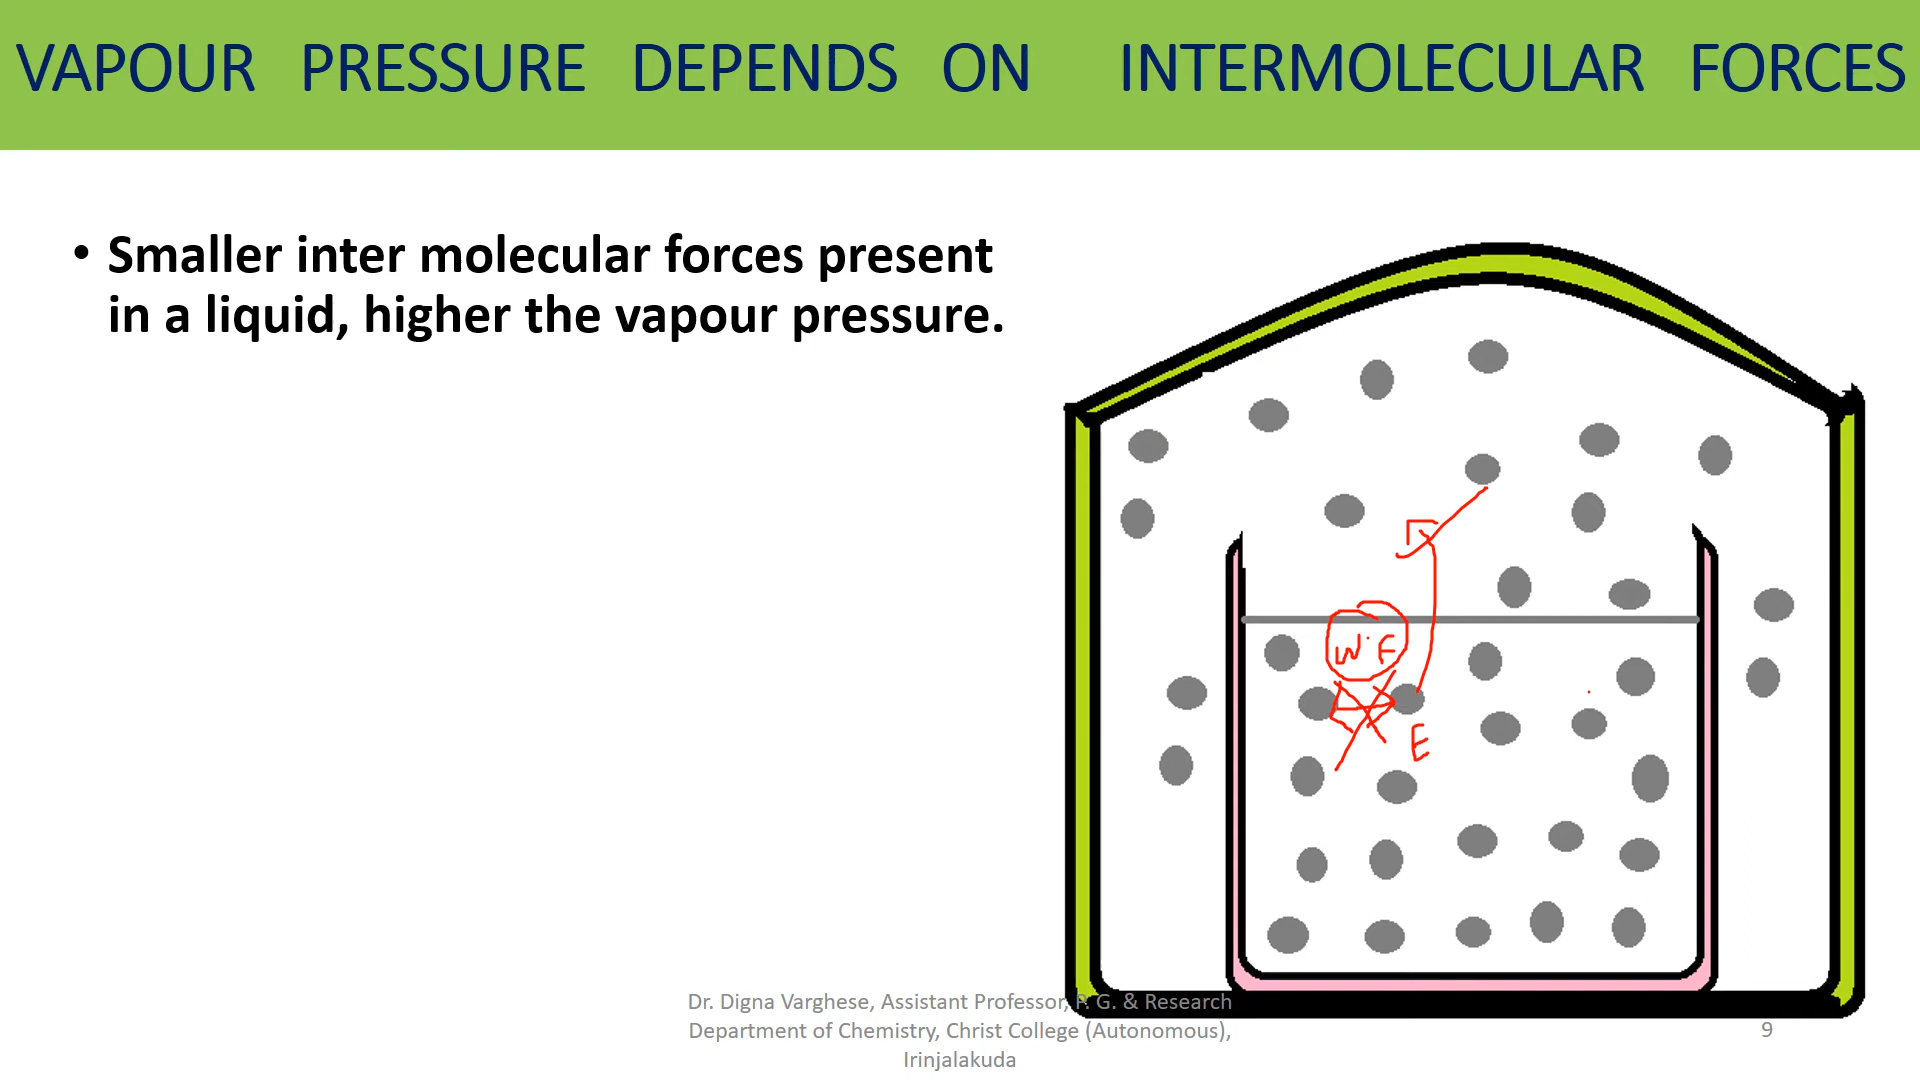 VAPOUR PRESSURE DEPENDS ON INTERMOLECULAR FORCES
• Smaller inter molecular forces present
in a liquid, higher the vapour pressure.
W.F
E
Dr. Digna Varghese, Assistant Professor, P. G. & Research
Department of Chemistry, Christ College (Autonomous),
Irinjalakuda
9